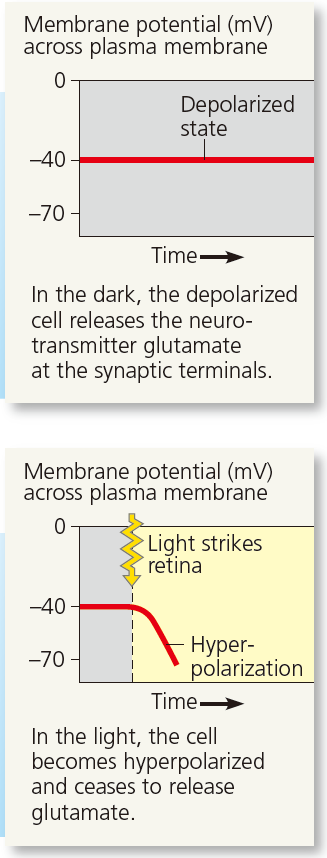 Membrane potential (mV)
across plasma membrane
0
Depolarized
state
–40
–70
Time
In the dark, the depolarized
cell releases the neuro-
transmitter glutamate
at the synaptic terminals.
Membrane potential (mV)
across plasma membrane
0
Light strikes
retina
–40
Hyper-
polarization
–70
Time
In the light, the cell
becomes hyperpolarized
and ceases to release
glutamate.